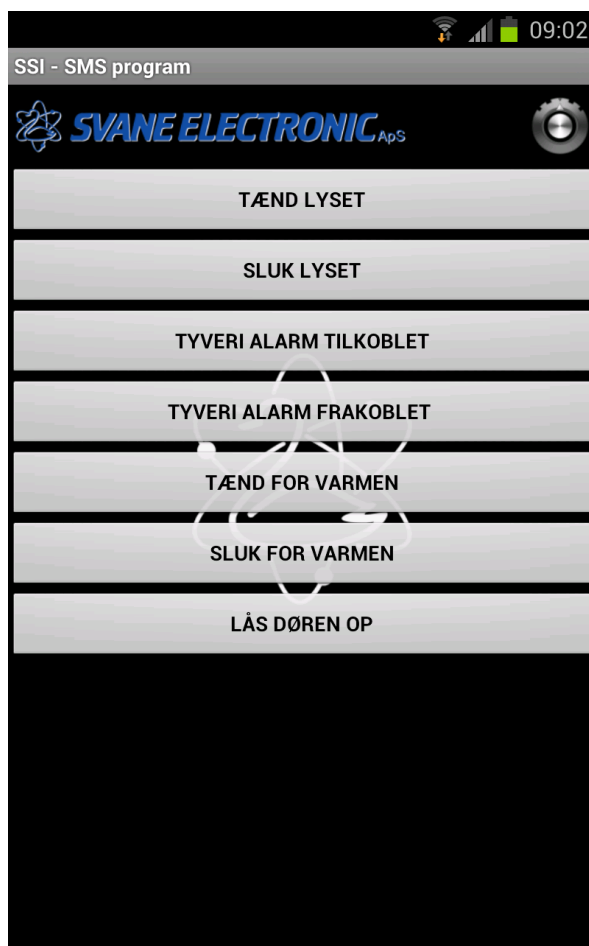 09:02
SSI - SMS program
SVANE ELECTRONIC ApS
TÆND LYSET
SLUK LYSET
TYVERI ALARM TILKOBLET
TYVERI ALARM FRAKOBLET
TÆND FOR VARMEN
SLUK FOR VARMEN
LÅS DØREN OP